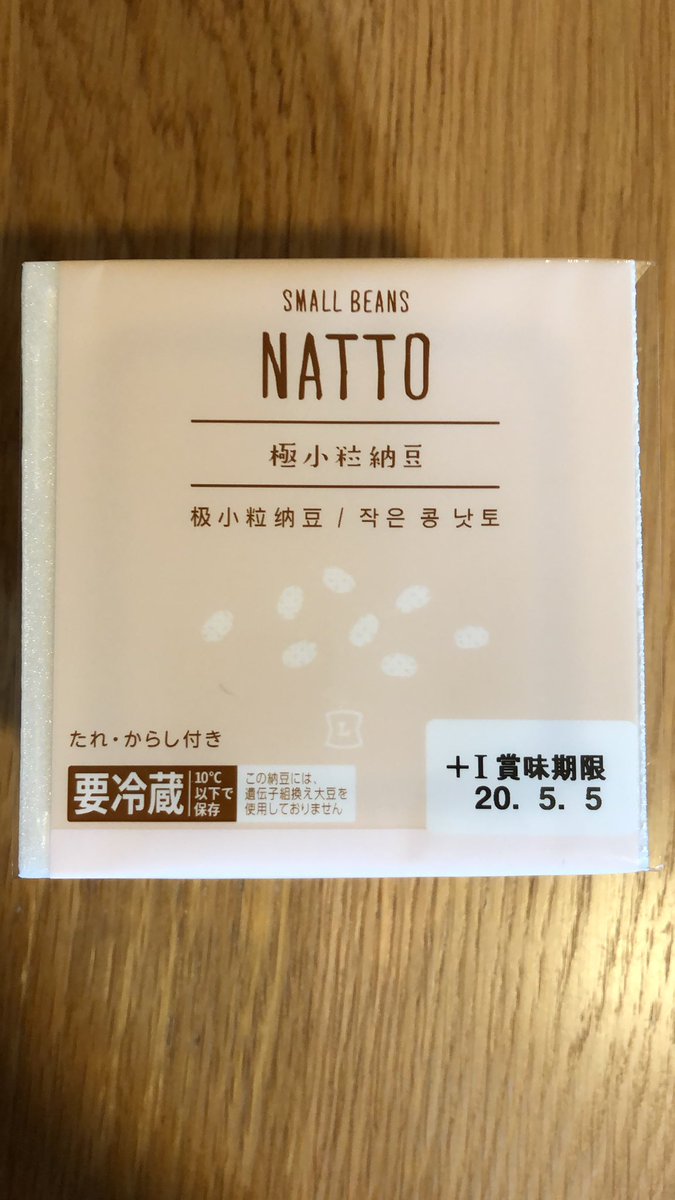 SMALL BEANS
NATTO
極小粒納豆
极小粒纳豆 / 작은 콩 낫토
L
たれ・からし付き
要冷蔵
10℃
以下で
保存
この納豆には、
遺伝子組換え大豆を
使用しておりません
+I 賞味期限
20. 5. 5